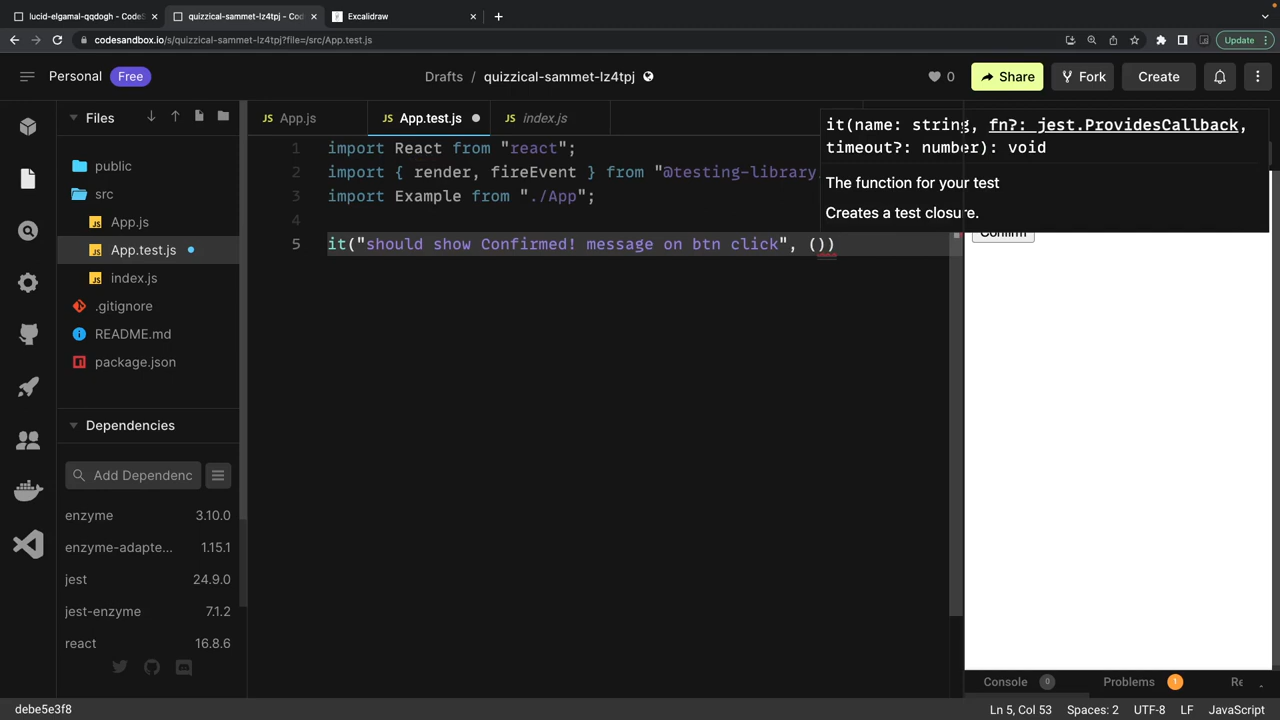 lucid-elgamal-qqdogh - CodeS
quizzical-sammet-lz4tpj - Cod
Excalidraw
codesandbox.io/s/quizzical-sammet-lz4tpj?file=/src/App.test.js
Update
Personal Free
Drafts / quizzical-sammet-lz4tpj
0
Share
Fork
Create
Files
App.js
App.test.js
index.js
public
src
App.js
App.test.js
index.js
.gitignore
README.md
package.json
1 import React from "react";
2 import { render, fireEvent } from "@testing-library
3 import Example from "./App";
4
5 it("should show Confirmed! message on btn click", ())
it(name: string, fn?: jest.ProvidesCallback,
timeout?: number): void
The function for your test
Creates a test closure.
Confirm
Dependencies
Add Dependenc
enzyme 3.10.0
enzyme-adapte... 1.15.1
jest 24.9.0
jest-enzyme 7.1.2
react 16.8.6
Console 0
Problems 1
Re
debe5e3f8
Ln 5, Col 53 Spaces: 2 UTF-8 LF JavaScript